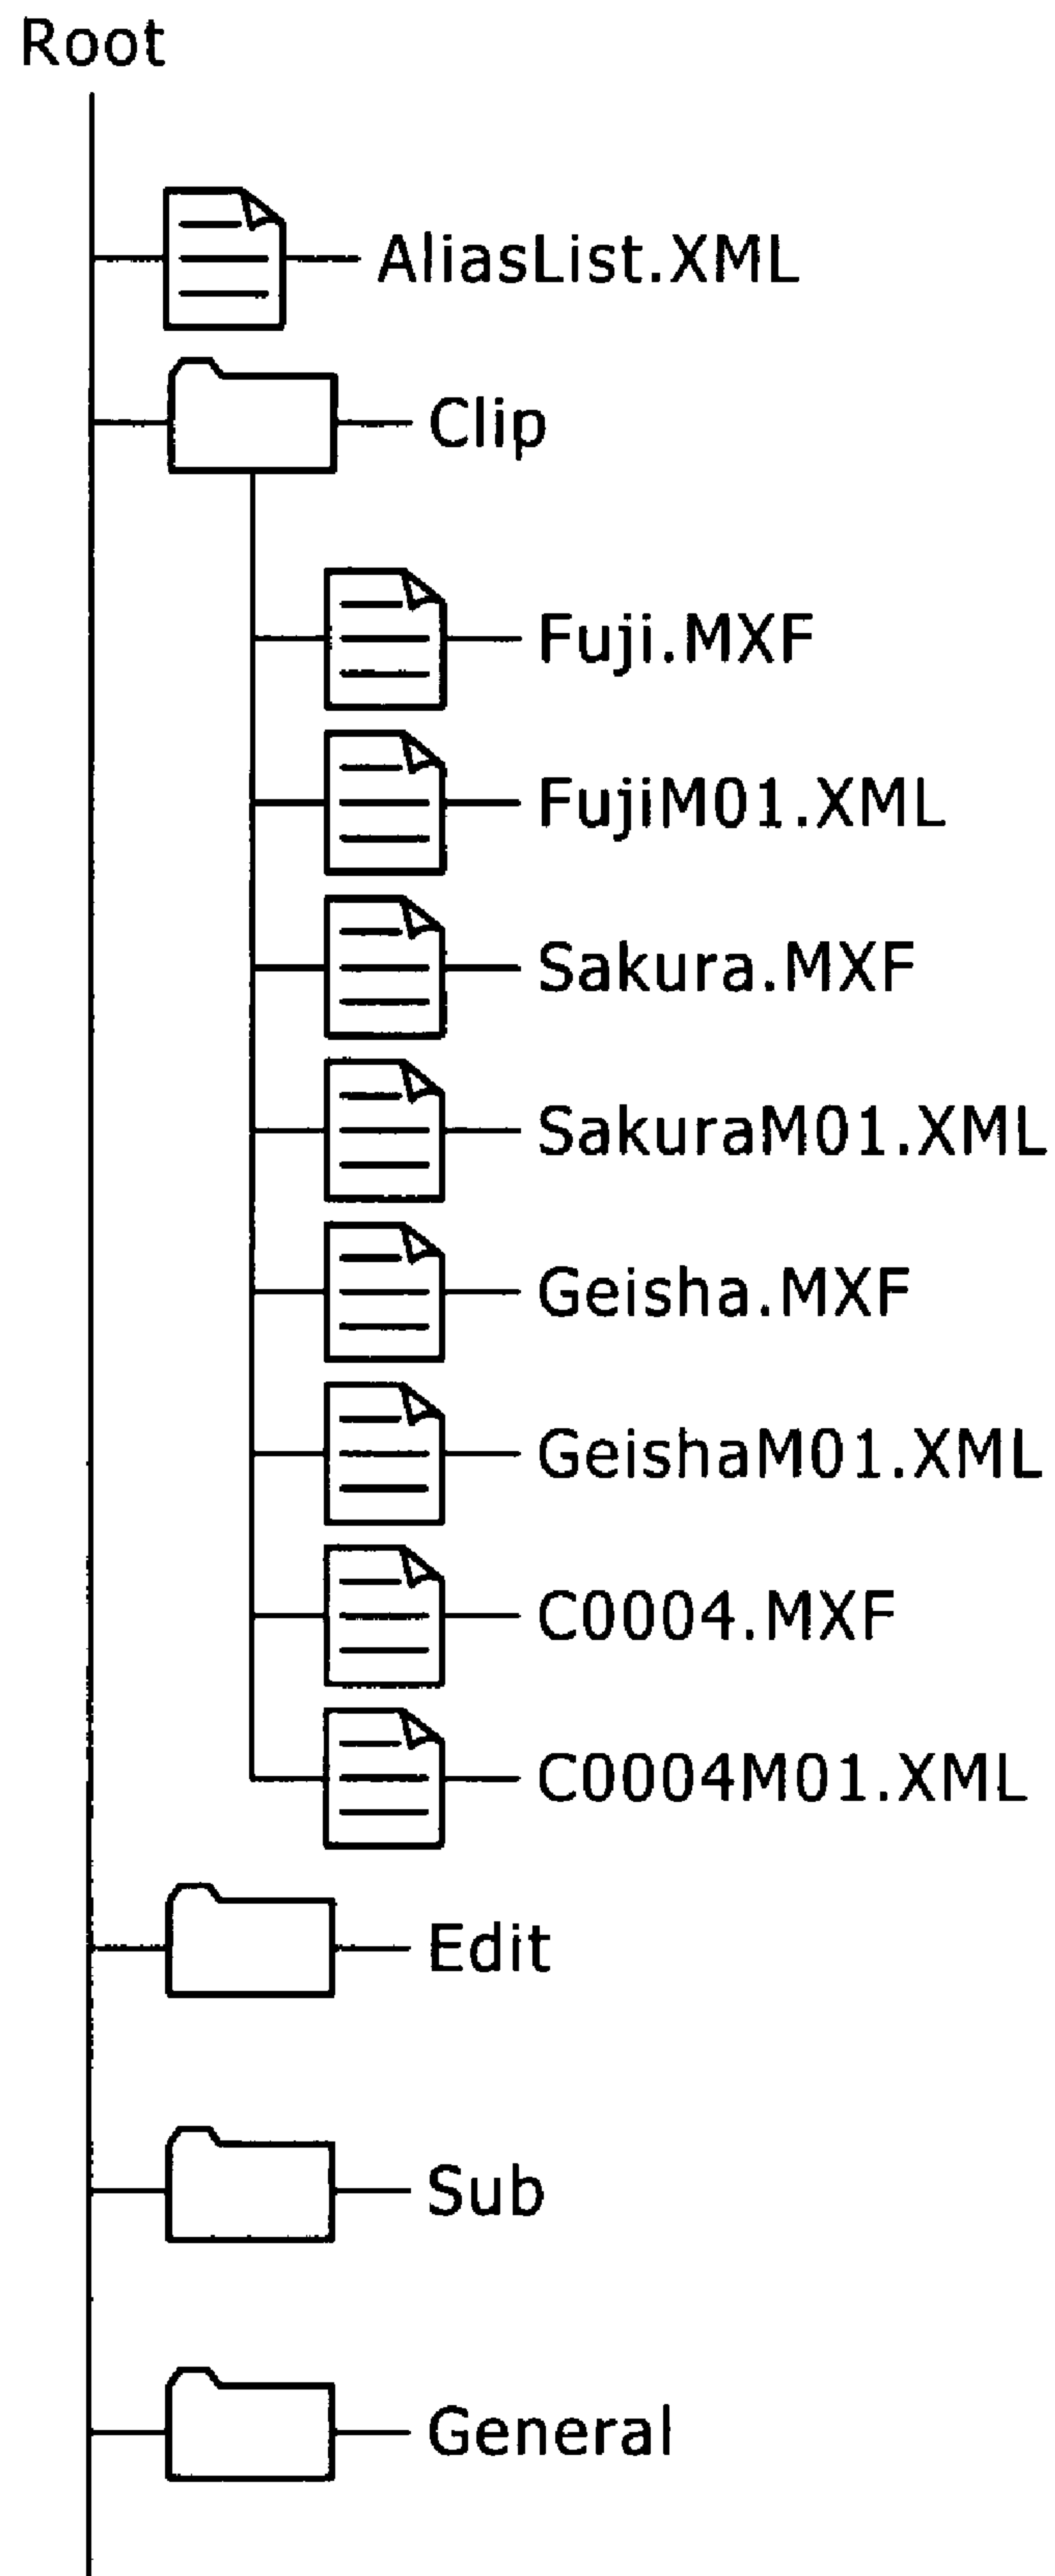 Root
AliasList.XML
Clip
Fuji.MXF
FujiM01.XML
Sakura.MXF
SakuraM01.XML
Geisha.MXF
GeishaM01.XML
C0004.MXF
C0004M01.XML
Edit
Sub
General